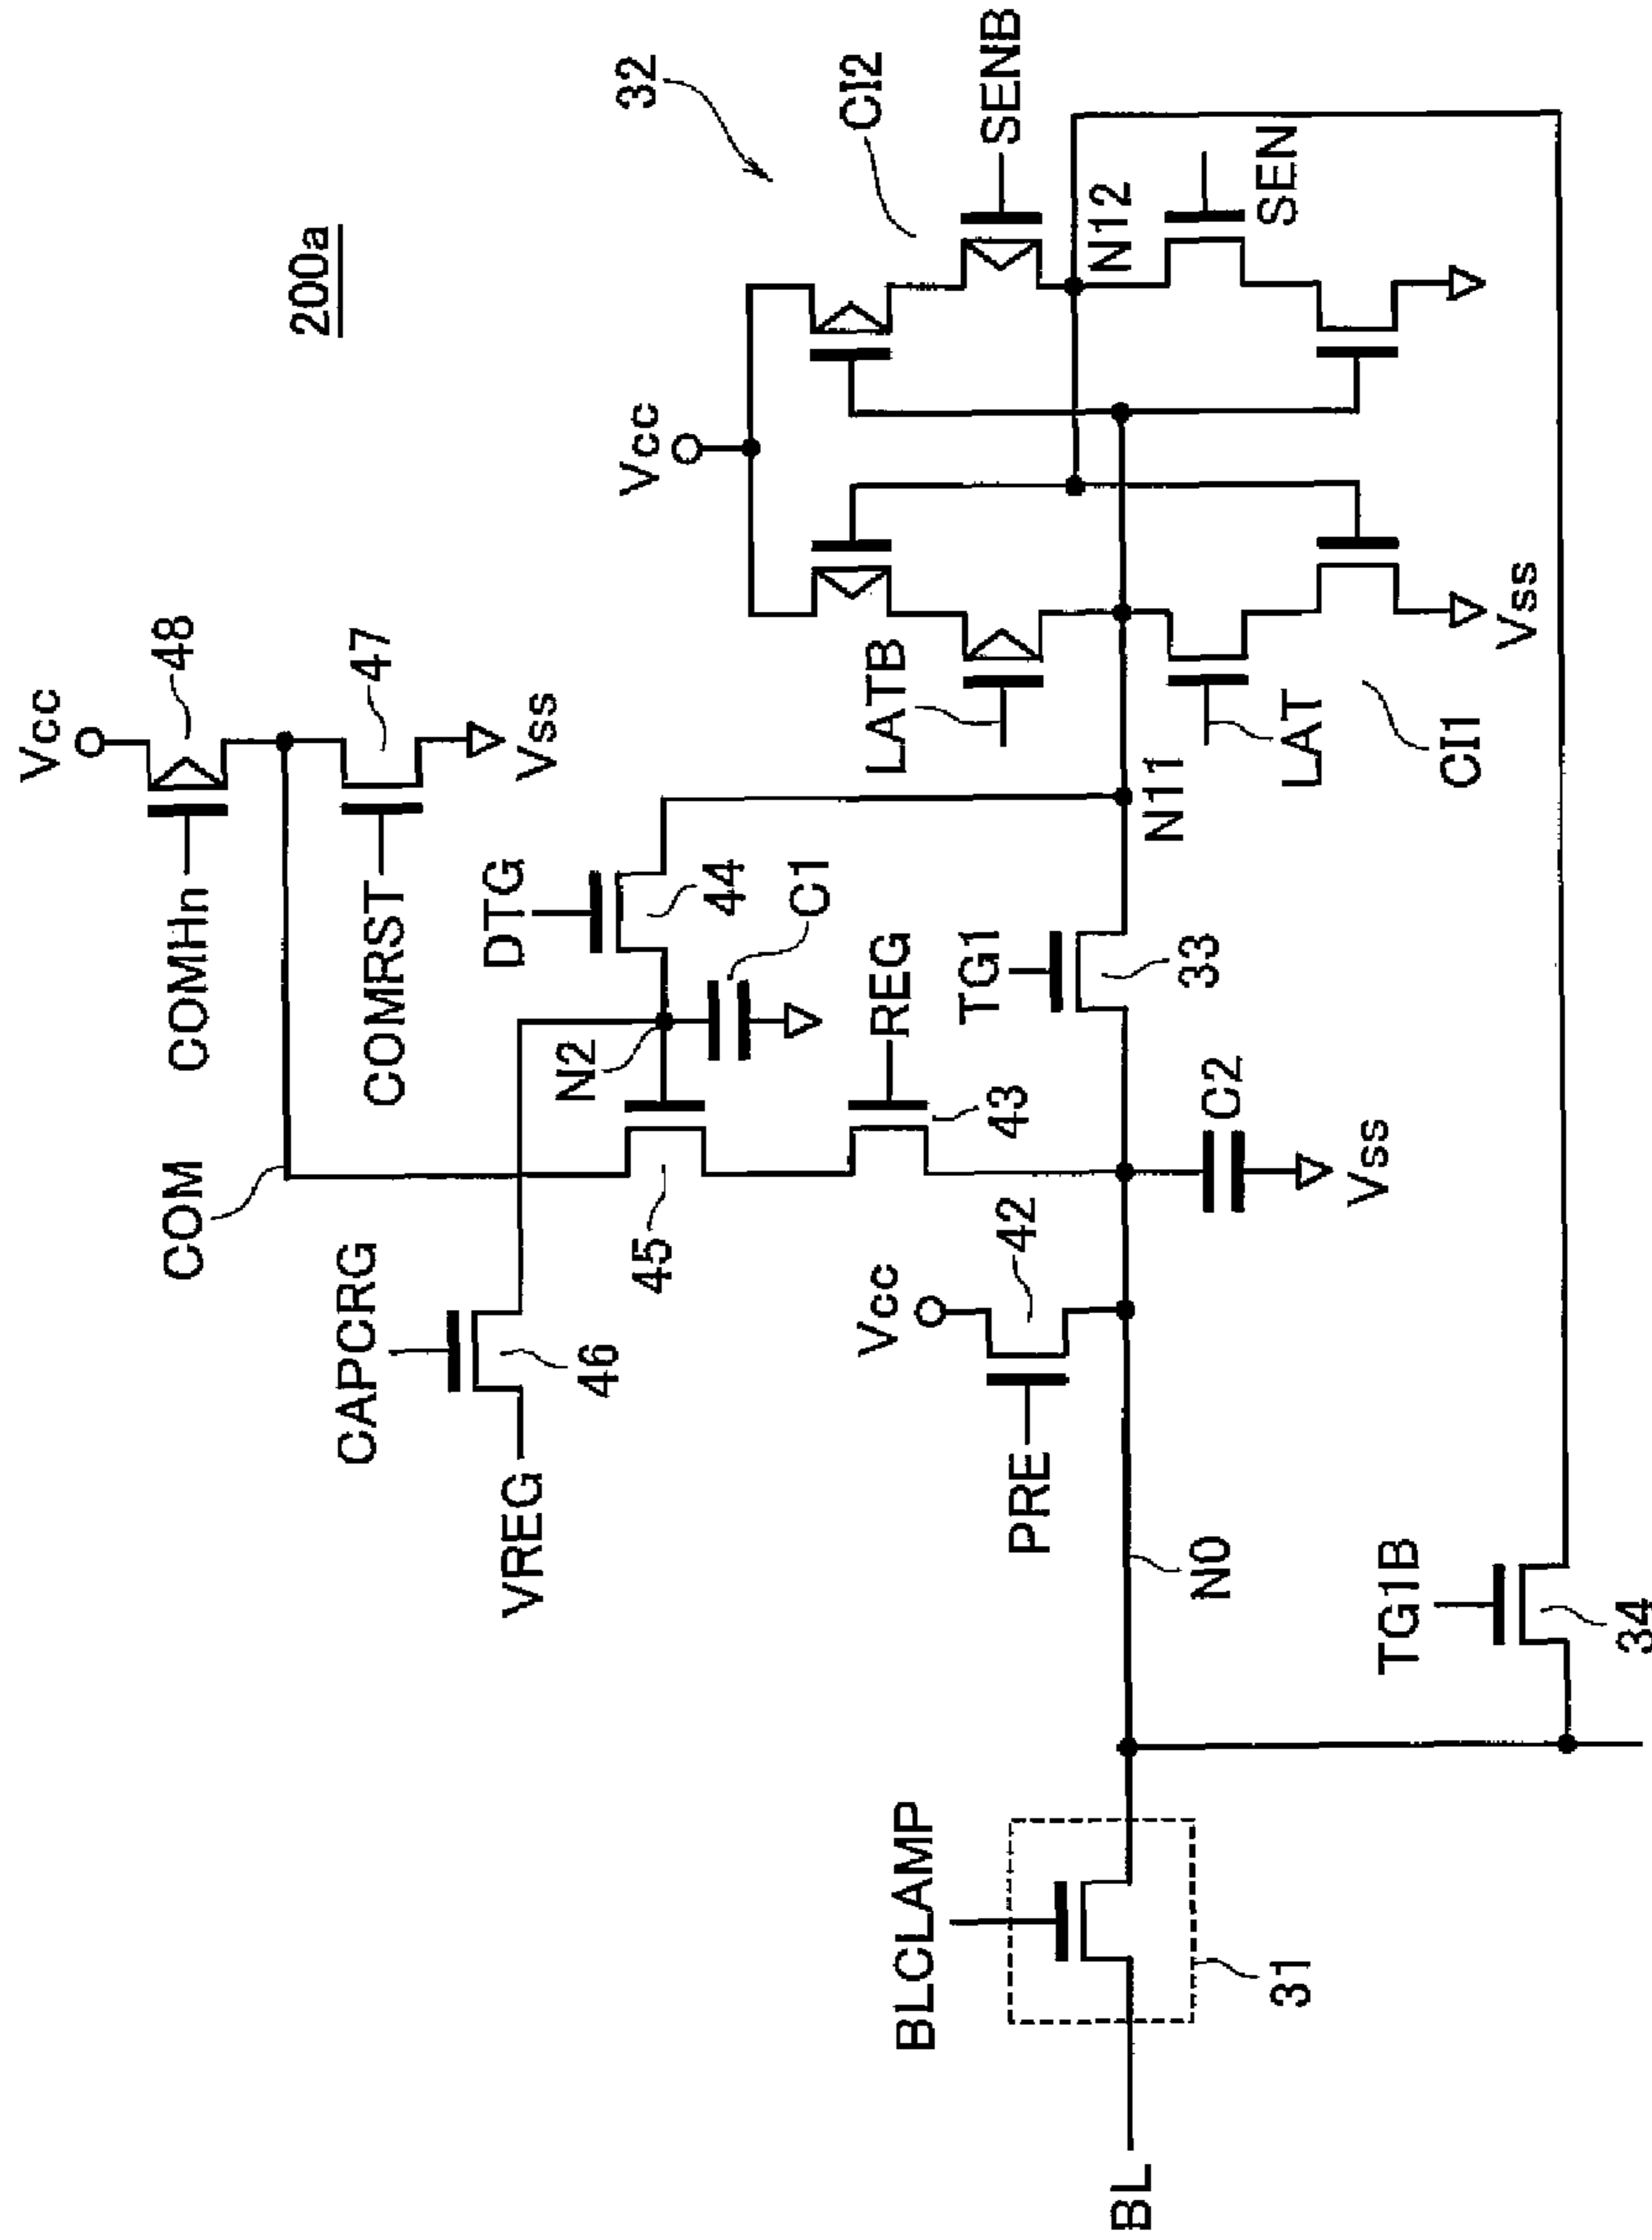 200a
32
Vcc
48
COMHn
47
COMRST
Vss
COM
CAPCRG
46
VREG
DTG
44
N2
C1
45
REG
43
Vcc
42
PRE
N0
C2
Vss
TG1
33
N11
Vcc
CI2
SENB
N12
SEN
LATB
LAT
CI1
Vss
TG1B
34
BLCLAMP
31
BL